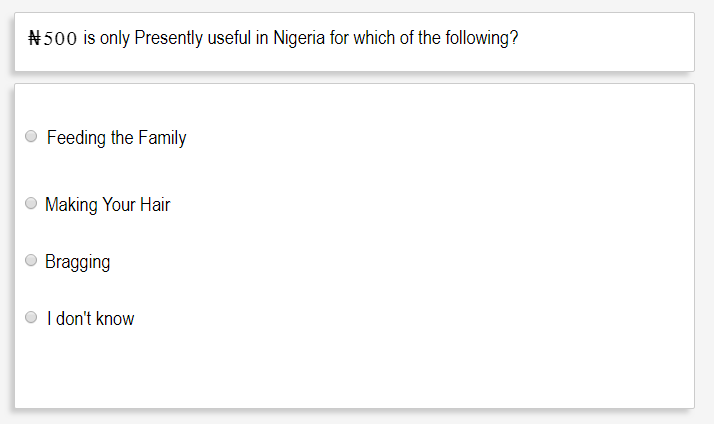 ₦500 is only Presently useful in Nigeria for which of the following?
Feeding the Family
Making Your Hair
Bragging
I don't know